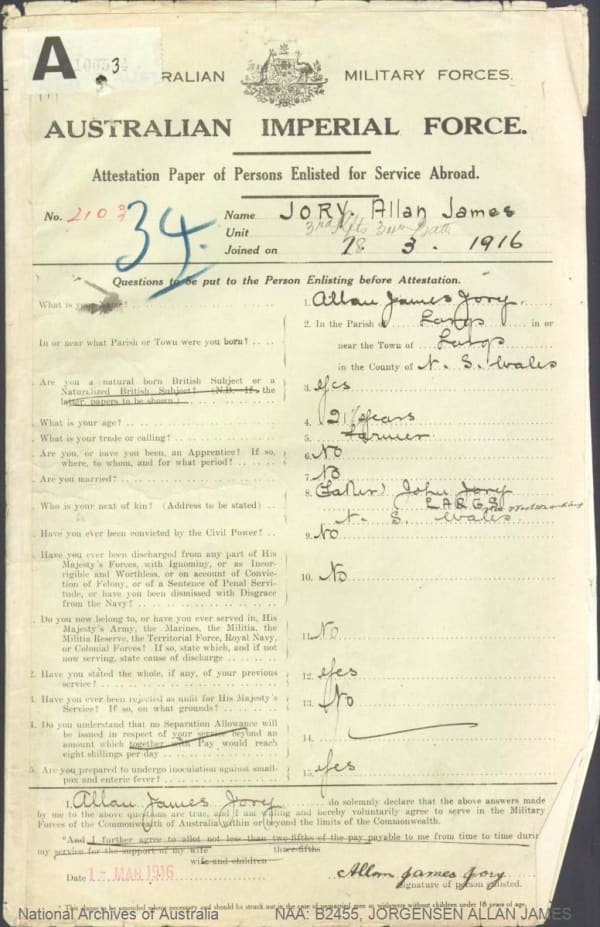 A 3
AUSTRALIAN MILITARY FORCES.
AUSTRALIAN IMPERIAL FORCE.
Attestation Paper of Persons Enlisted for Service Abroad.
No. 2103 Name JORY. Allan James
34. Unit
Joined on 18 3. 1916
Questions to be put to the Person Enlisting before Attestation.
What is your Name? 1. Allan James Jory.
In or near what Parish or Town were you born? 2. In the Parish of Largs in or
near the Town of Largs
in the County of N. S. Wales
Are you a natural born British Subject or a
Naturalized British Subject? (N.B. If the
latter, papers to be shown) 3. Yes
What is your age? 4. 21 Years
What is your trade or calling? 5. Farmer
Are you, or have you been, an Apprentice? If so,
where, to whom, and for what period? 6. No
Are you married? 7. No
Who is your next of kin? (Address to be stated) 8. (Father) John Jory
LARGS
N. S. Wales
Have you ever been convicted by the Civil Power? 9. No
Have you ever been discharged from any part of His
Majesty's Forces, with Ignominy, or as Incor-
rigible and Worthless, or on account of Convic-
tion of Felony, or of a Sentence of Penal Servi-
tude, or have you been dismissed with Disgrace
from the Navy? 10. No
Do you now belong to, or have you ever served in, His
Majesty's Army, the Marines, the Militia, the
Militia Reserve, the Territorial Force, Royal Navy,
or Colonial Forces? If so, state which, and if not
now serving, state cause of discharge 11. No
2. Have you stated the whole, if any, of your previous
service? 12. Yes
3. Have you ever been rejected as unfit for His Majesty's
Service? If so, on what grounds? 13. No
4. Do you understand that no Separation Allowance will
be issued in respect of your service beyond an
amount which together with Pay would reach
eight shillings per day 14.
5. Are you prepared to undergo inoculation against small-
pox and enteric fever? 15. Yes
I, Allan James Jory do solemnly declare that the above answers made
by me to the above questions are true, and I am willing and hereby voluntarily agree to serve in the Military
Forces of the Commonwealth of Australia within or beyond the limits of the Commonwealth.
*And I further agree to allot not less than two-fifths of the pay payable to me from time to time during
my service for the support of my wife three-fifths
wife and children
Date 1 - MAR 1916 Allan James Jory
Signature of person enlisted.
National Archives of Australia NAA: B2455, JORGENSEN ALLAN JAMES